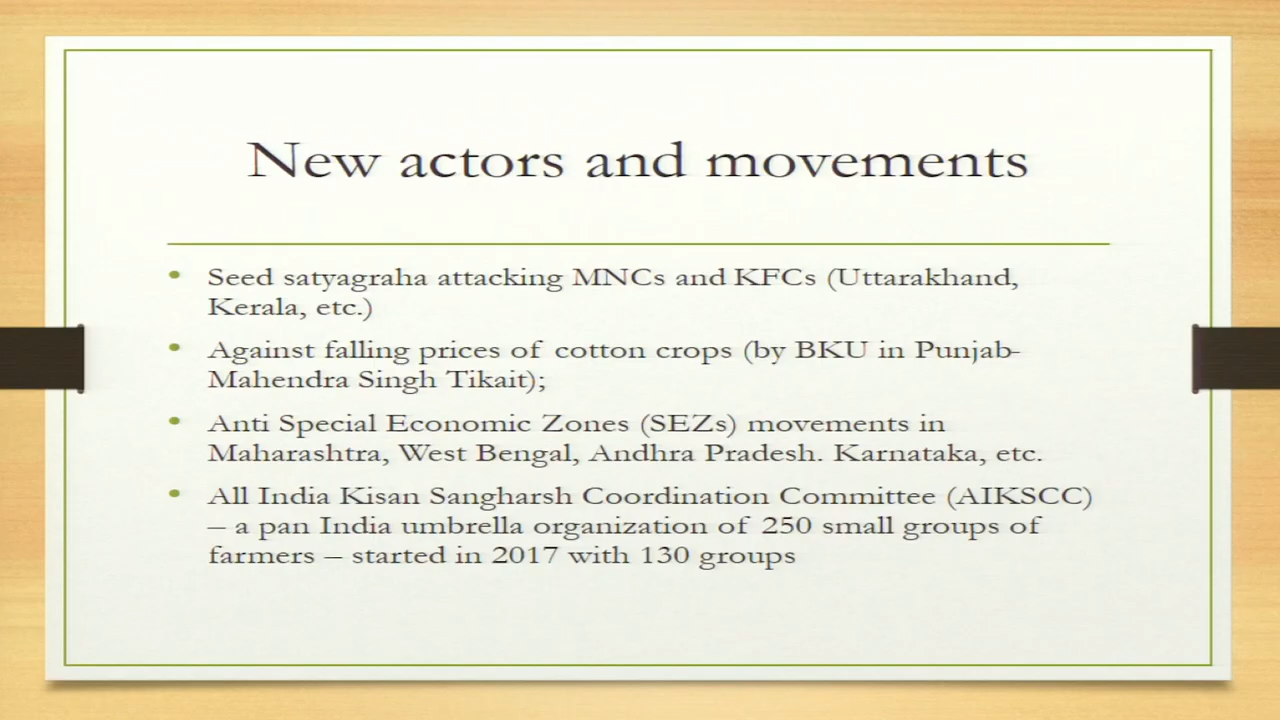 New actors and movements
• Seed satyagraha attacking MNCs and KFCs (Uttarakhand,
Kerala, etc.)
• Against falling prices of cotton crops (by BKU in Punjab-
Mahendra Singh Tikait);
• Anti Special Economic Zones (SEZs) movements in
Maharashtra, West Bengal, Andhra Pradesh. Karnataka, etc.
• All India Kisan Sangharsh Coordination Committee (AIKSCC)
– a pan India umbrella organization of 250 small groups of
farmers – started in 2017 with 130 groups